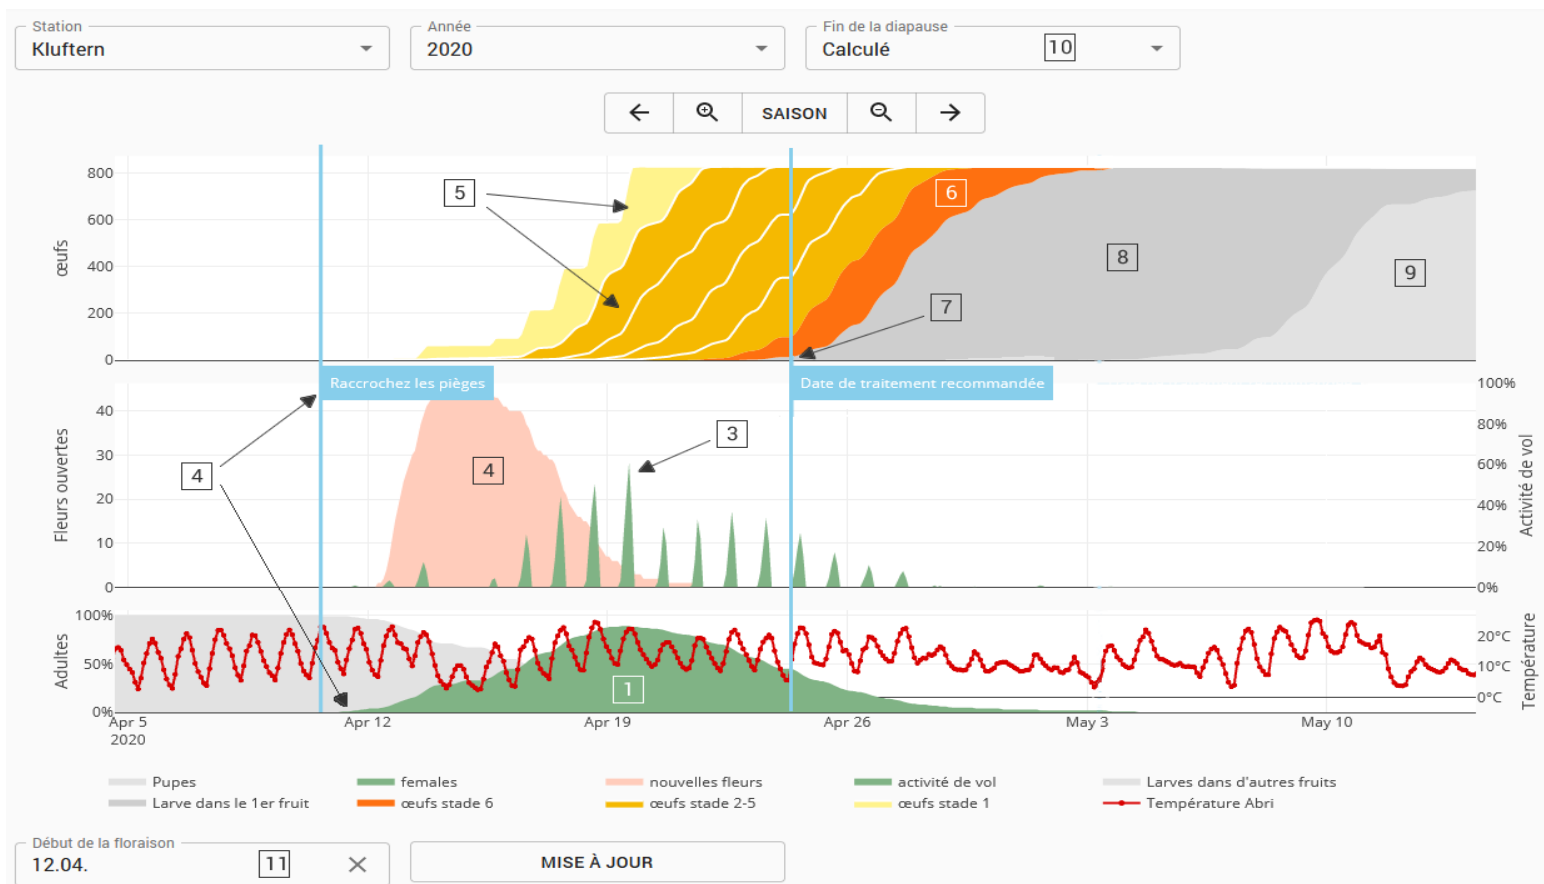 Station
Kluftern
Année
2020
Fin de la diapause
Calculé
10
SAISON
800
600
400
200
0
œufs
5
6
7
8
9
Raccrochez les pièges
Date de traitement recommandée
40
30
20
10
0
Fleurs ouvertes
100%
80%
60%
40%
20%
0%
Activité de vol
3
4
4
100%
50%
0%
Adultes
20°C
10°C
0°C
Température
1
Apr 5
2020
Apr 12
Apr 19
Apr 26
May 3
May 10
Pupes
females
nouvelles fleurs
activité de vol
Larves dans d'autres fruits
Larve dans le 1er fruit
œufs stade 6
œufs stade 2-5
œufs stade 1
Température Abri
Début de la floraison
12.04.
11
MISE À JOUR